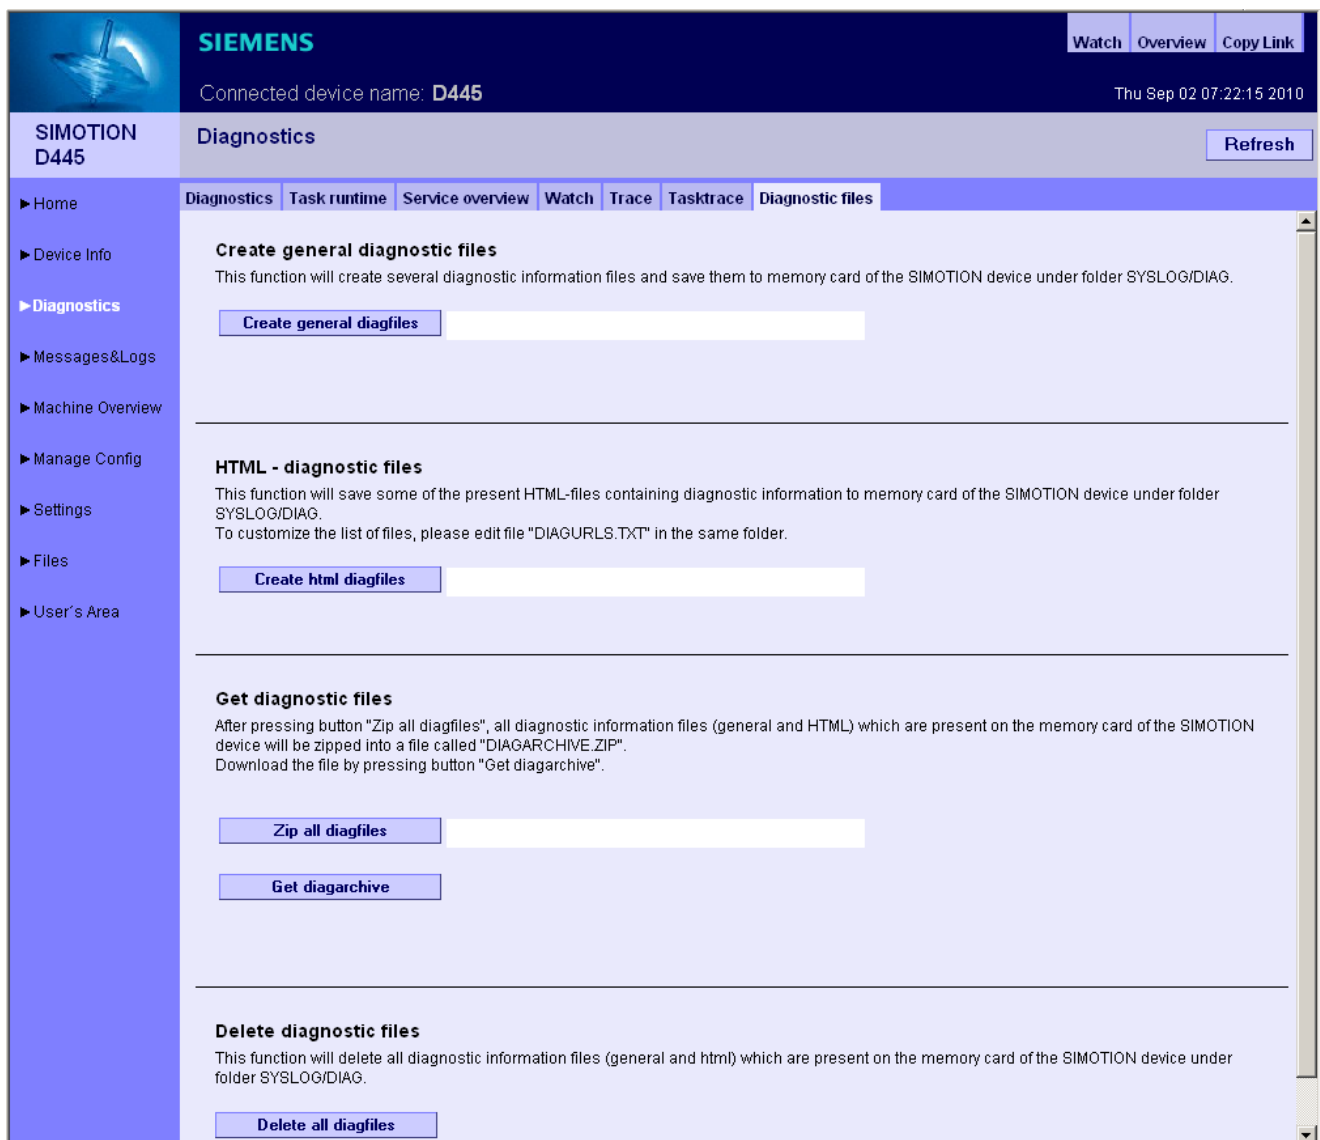 SIEMENS
Watch Overview Copy Link
Connected device name: D445
Thu Sep 02 07:22:15 2010
SIMOTION
D445
Diagnostics
Refresh
Home
Device Info
Diagnostics
Messages&Logs
Machine Overview
Manage Config
Settings
Files
User´s Area
Diagnostics Task runtime Service overview Watch Trace Tasktrace Diagnostic files
Create general diagnostic files
This function will create several diagnostic information files and save them to memory card of the SIMOTION device under folder SYSLOG/DIAG.
Create general diagfiles
HTML - diagnostic files
This function will save some of the present HTML-files containing diagnostic information to memory card of the SIMOTION device under folder
SYSLOG/DIAG.
To customize the list of files, please edit file "DIAGURLS.TXT" in the same folder.
Create html diagfiles
Get diagnostic files
After pressing button "Zip all diagfiles", all diagnostic information files (general and HTML) which are present on the memory card of the SIMOTION
device will be zipped into a file called "DIAGARCHIVE.ZIP".
Download the file by pressing button "Get diagarchive".
Zip all diagfiles
Get diagarchive
Delete diagnostic files
This function will delete all diagnostic information files (general and html) which are present on the memory card of the SIMOTION device under
folder SYSLOG/DIAG.
Delete all diagfiles